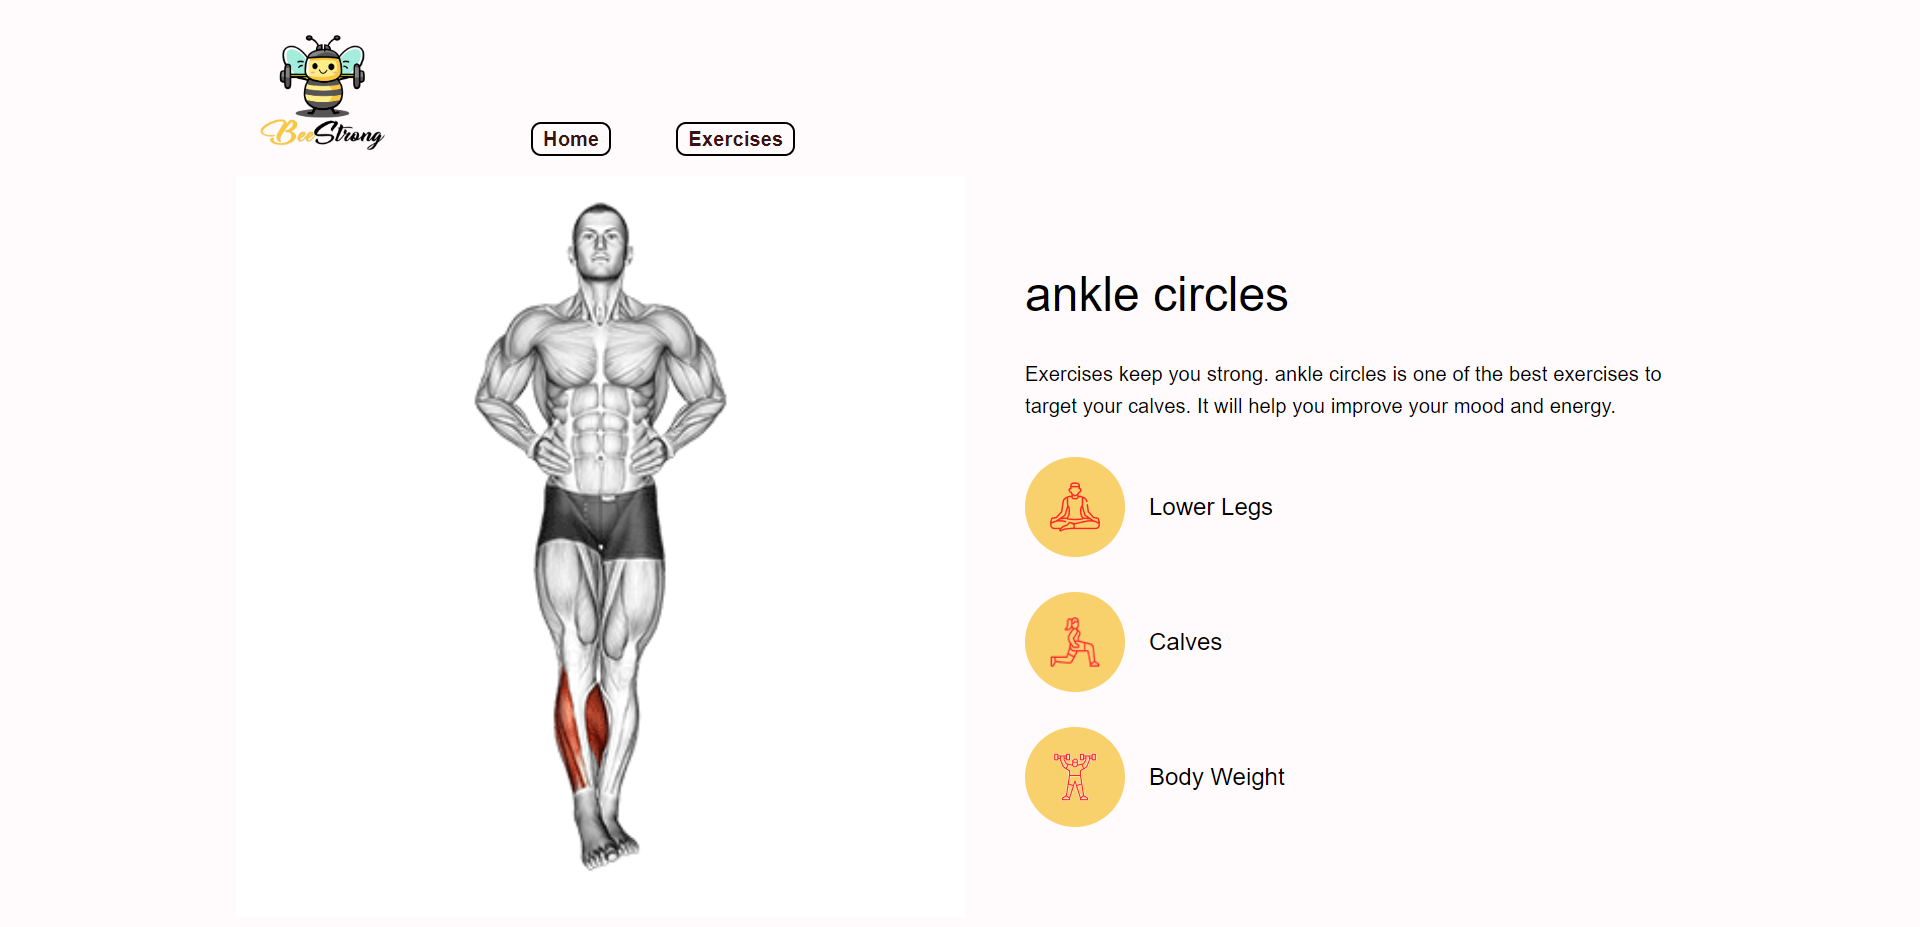 BeeStrong
Home
Exercises
ankle circles
Exercises keep you strong. ankle circles is one of the best exercises to
target your calves. It will help you improve your mood and energy.
Lower Legs
Calves
Body Weight